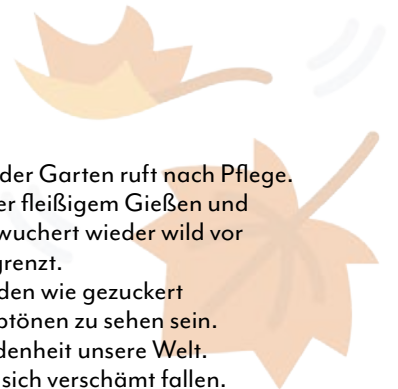 der Garten ruft nach Pflege.
er fleißigem Gießen und
wuchert wieder wild vor
grenzt.
den wie gezuckert
otönen zu sehen sein.
denheit unsere Welt.
sich verschämt fallen.